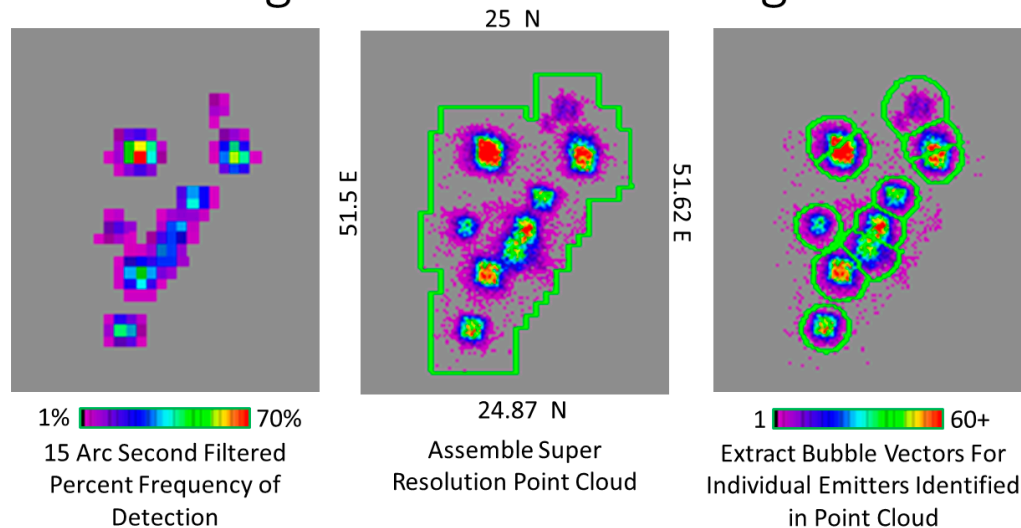 25 N
51.5 E
51.62 E
1% 70%
24.87 N
1 60+
15 Arc Second Filtered
Percent Frequency of
Detection
Assemble Super
Resolution Point Cloud
Extract Bubble Vectors For
Individual Emitters Identified
in Point Cloud